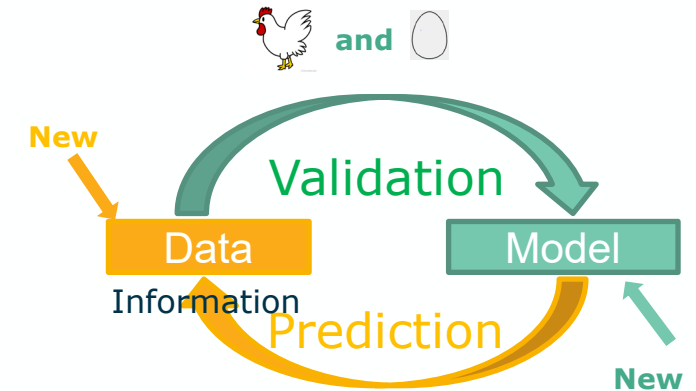 and
New
Validation
Data
Model
Information
Prediction
New